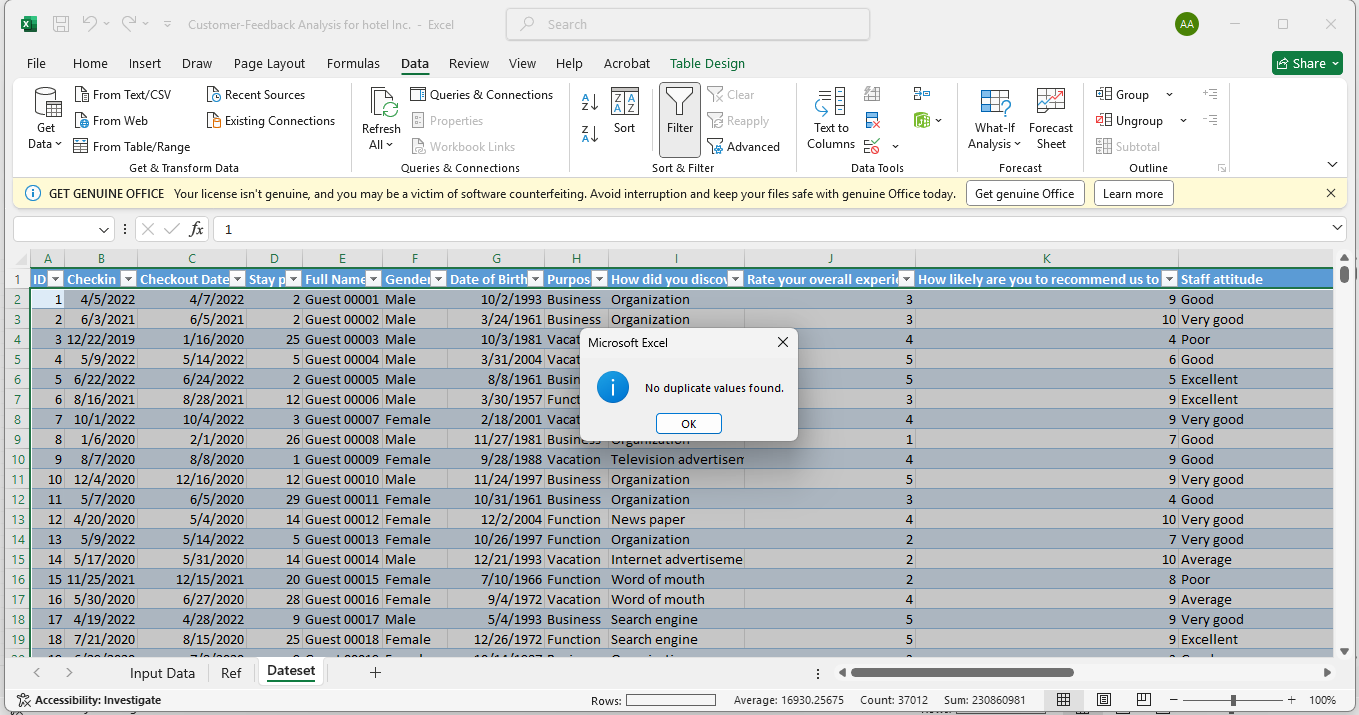 Customer-Feedback Analysis for hotel Inc. - Excel
Search
AA
File Home Insert Draw Page Layout Formulas Data Review View Help Acrobat Table Design
Share
Get Data
From Text/CSV
From Web
From Table/Range
Recent Sources
Existing Connections
Get & Transform Data
Refresh All
Queries & Connections
Properties
Workbook Links
Queries & Connections
Sort
Filter
Clear
Reapply
Advanced
Sort & Filter
Text to Columns
Data Tools
What-If Analysis
Forecast Sheet
Forecast
Group
Ungroup
Subtotal
Outline
GET GENUINE OFFICE Your license isn't genuine, and you may be a victim of software counterfeiting. Avoid interruption and keep your files safe with genuine Office today. Get genuine Office Learn more
fx 1
A B C D E F G H I J K
1 ID Checkin Checkout Date Stay p Full Name Gender Date of Birth Purpos How did you discov Rate your overall experi How likely are you to recommend us to Staff attitude
2 1 4/5/2022 4/7/2022 2 Guest 00001 Male 10/2/1993 Business Organization 3 9 Good
3 2 6/3/2021 6/5/2021 2 Guest 00002 Male 3/24/1961 Business Organization 3 10 Very good
4 3 12/22/2019 1/16/2020 25 Guest 00003 Male 10/3/1981 Vacat 4 4 Poor
5 4 5/9/2022 5/14/2022 5 Guest 00004 Male 3/31/2004 Vacat 5 6 Good
6 5 6/22/2022 6/24/2022 2 Guest 00005 Male 8/8/1961 Busin 5 5 Excellent
7 6 8/16/2021 8/28/2021 12 Guest 00006 Male 3/30/1957 Funct 3 9 Excellent
8 7 10/1/2022 10/4/2022 3 Guest 00007 Female 2/18/2001 Vacat 4 9 Very good
9 8 1/6/2020 2/1/2020 26 Guest 00008 Male 11/27/1981 Business Organization 1 7 Good
10 9 8/7/2020 8/8/2020 1 Guest 00009 Female 9/28/1988 Vacation Television advertisem 4 9 Good
11 10 12/4/2020 12/16/2020 12 Guest 00010 Male 11/24/1997 Business Organization 5 9 Very good
12 11 5/7/2020 6/5/2020 29 Guest 00011 Female 10/31/1961 Business Organization 3 4 Good
13 12 4/20/2020 5/4/2020 14 Guest 00012 Female 12/2/2004 Function News paper 4 10 Very good
14 13 5/9/2022 5/14/2022 5 Guest 00013 Female 10/26/1997 Function Organization 2 7 Very good
15 14 5/17/2020 5/31/2020 14 Guest 00014 Male 12/21/1993 Vacation Internet advertiseme 2 10 Average
16 15 11/25/2021 12/15/2021 20 Guest 00015 Female 7/10/1966 Function Word of mouth 2 8 Poor
17 16 5/30/2020 6/27/2020 28 Guest 00016 Female 9/4/1972 Vacation Word of mouth 4 9 Average
18 17 4/19/2022 4/28/2022 9 Guest 00017 Male 5/4/1993 Business Search engine 5 9 Very good
19 18 7/21/2020 8/15/2020 25 Guest 00018 Female 12/26/1972 Function Search engine 5 9 Excellent
Microsoft Excel
No duplicate values found.
OK
Input Data Ref Dateset
Accessibility: Investigate Rows: Average: 16930.25675 Count: 37012 Sum: 230860981 100%